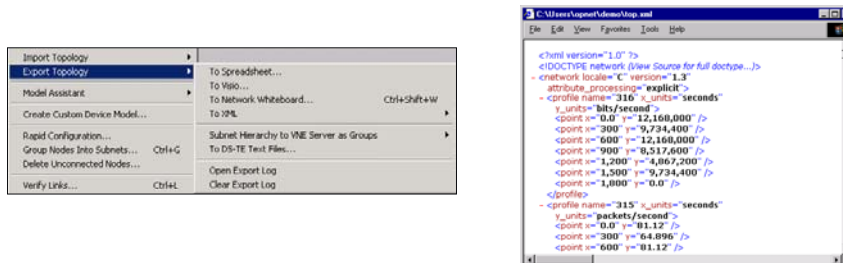 Import Topology
Export Topology
Model Assistant
Create Custom Device Model...
Rapid Configuration...
Group Nodes Into Subnets... Ctrl+G
Delete Unconnected Nodes...
Verify Links... Ctrl+L
To Spreadsheet...
To Visio...
To Network Whiteboard... Ctrl+Shift+W
To XML
Subnet Hierarchy to VNE Server as Groups
To DS-TE Text Files...
Open Export Log
Clear Export Log
C:\Users\opnet\demo\top.xml
File Edit View Favorites Tools Help
<?xml version="1.0" ?>
<!DOCTYPE network (View Source for full doctype...)>
- <network locale="C" version="1.3"
attribute_processing="explicit">
- <profile name="316" x_units="seconds"
y_units="bits/second">
<point x="0.0" y="12,168,000" />
<point x="300" y="9,734,400" />
<point x="600" y="12,168,000" />
<point x="900" y="8,517,600" />
<point x="1,200" y="4,867,200" />
<point x="1,500" y="9,734,400" />
<point x="1,800" y="0.0" />
</profile>
- <profile name="315" x_units="seconds"
y_units="packets/second">
<point x="0.0" y="81.12" />
<point x="300" y="64.896" />
<point x="600" y="81.12" />